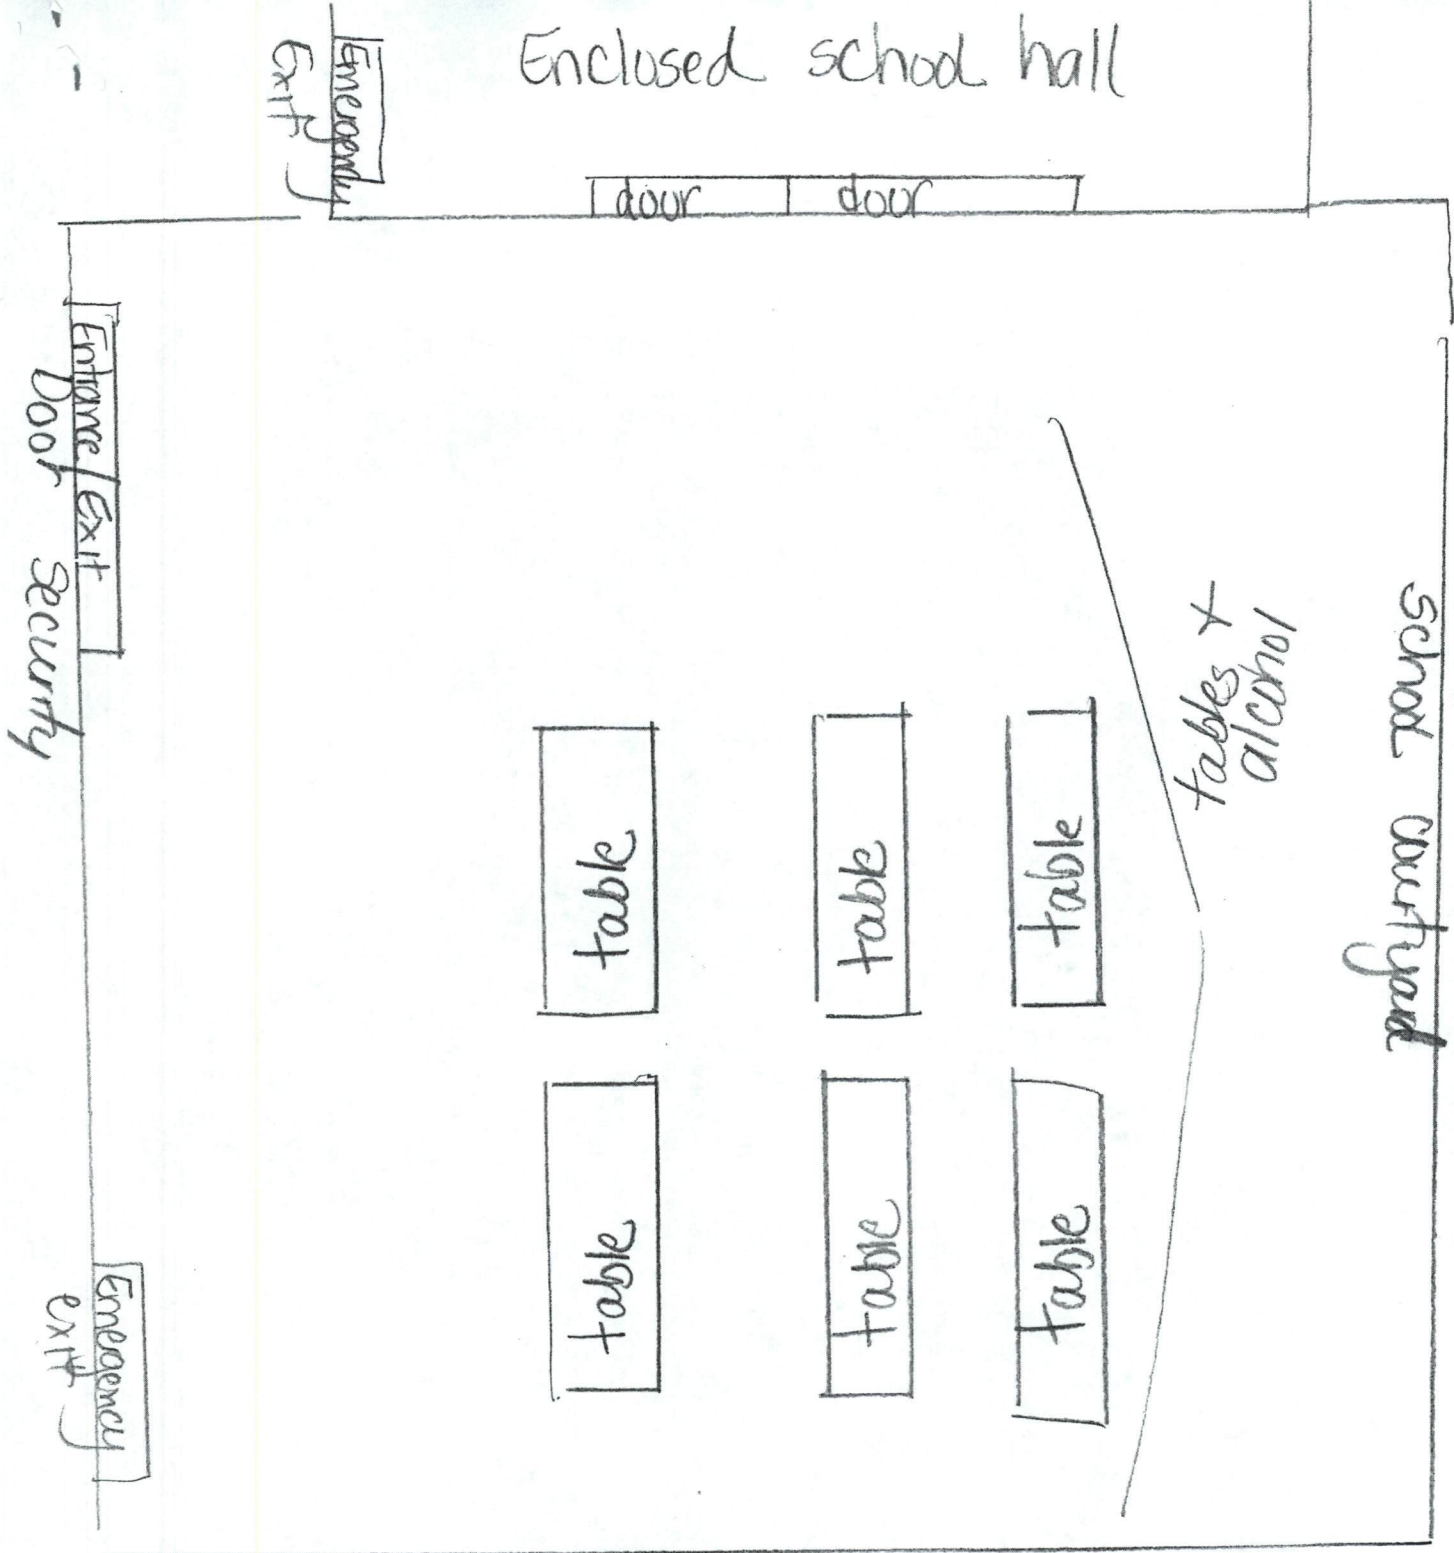 Enclosed school hall
Emergency
Exit
door
door
Entrance/Exit
Door Security
tables +
alcohol
school courtyard
table
table
table
table
table
table
Emergency
exit